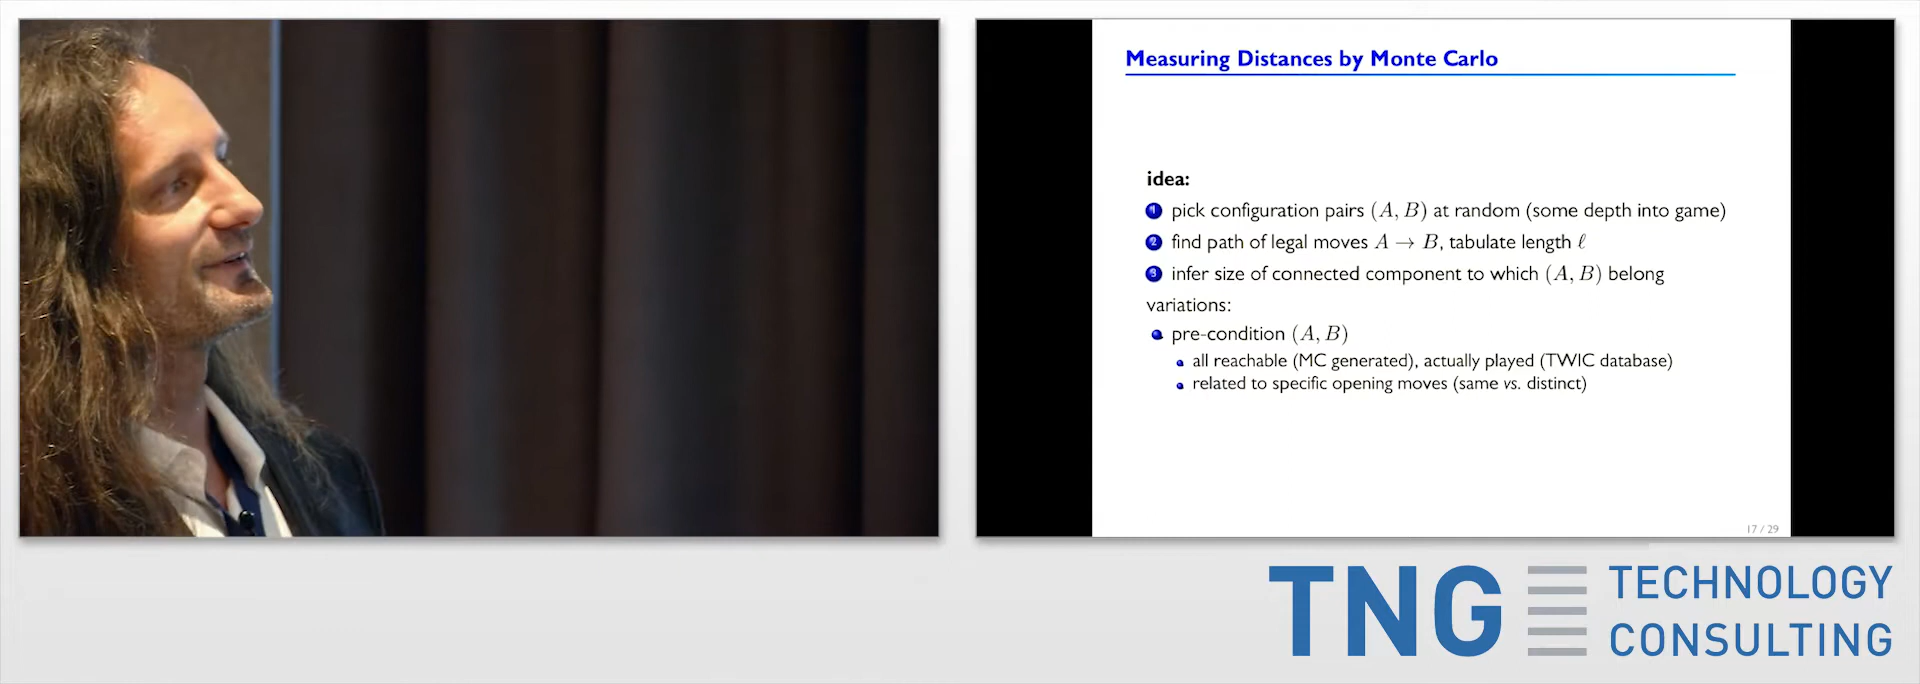 Measuring Distances by Monte Carlo
idea:
1 pick configuration pairs (A, B) at random (some depth into game)
2 find path of legal moves A → B, tabulate length ℓ
3 infer size of connected component to which (A, B) belong
variations:
pre-condition (A, B)
all reachable (MC generated), actually played (TWIC database)
related to specific opening moves (same vs. distinct)
17 / 29
TNG TECHNOLOGY
CONSULTING